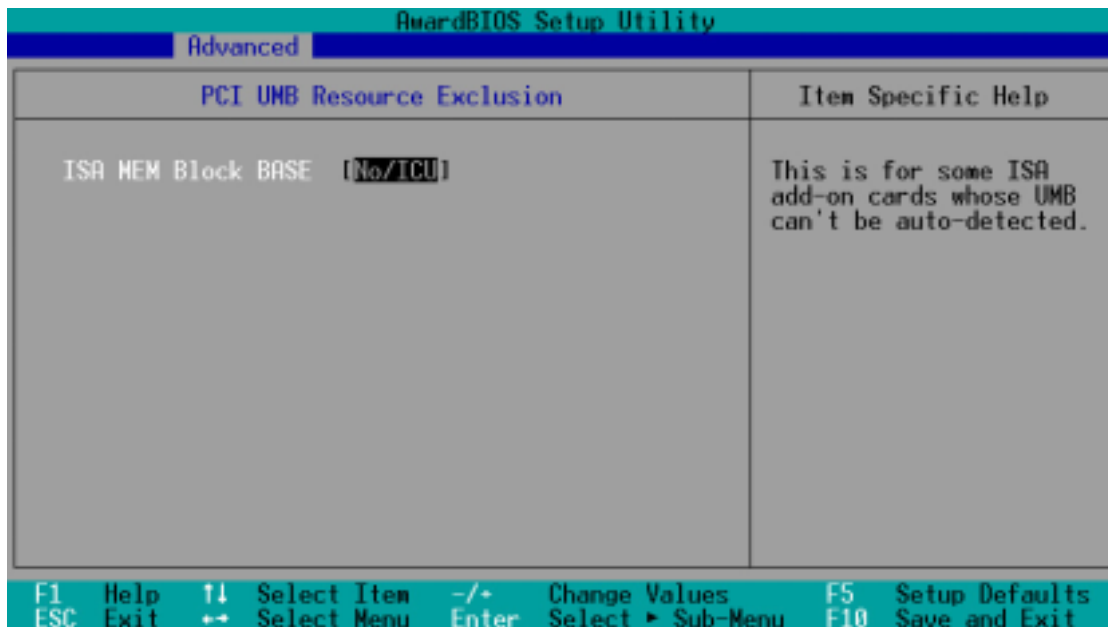 AwardBIOS Setup Utility
Advanced
PCI UMB Resource Exclusion
Item Specific Help
ISA MEM Block BASE [No/ICU]
This is for some ISA
add-on cards whose UMB
can't be auto-detected.
F1 Help ↑↓ Select Item -/+ Change Values F5 Setup Defaults
ESC Exit ←→ Select Menu Enter Select ► Sub-Menu F10 Save and Exit